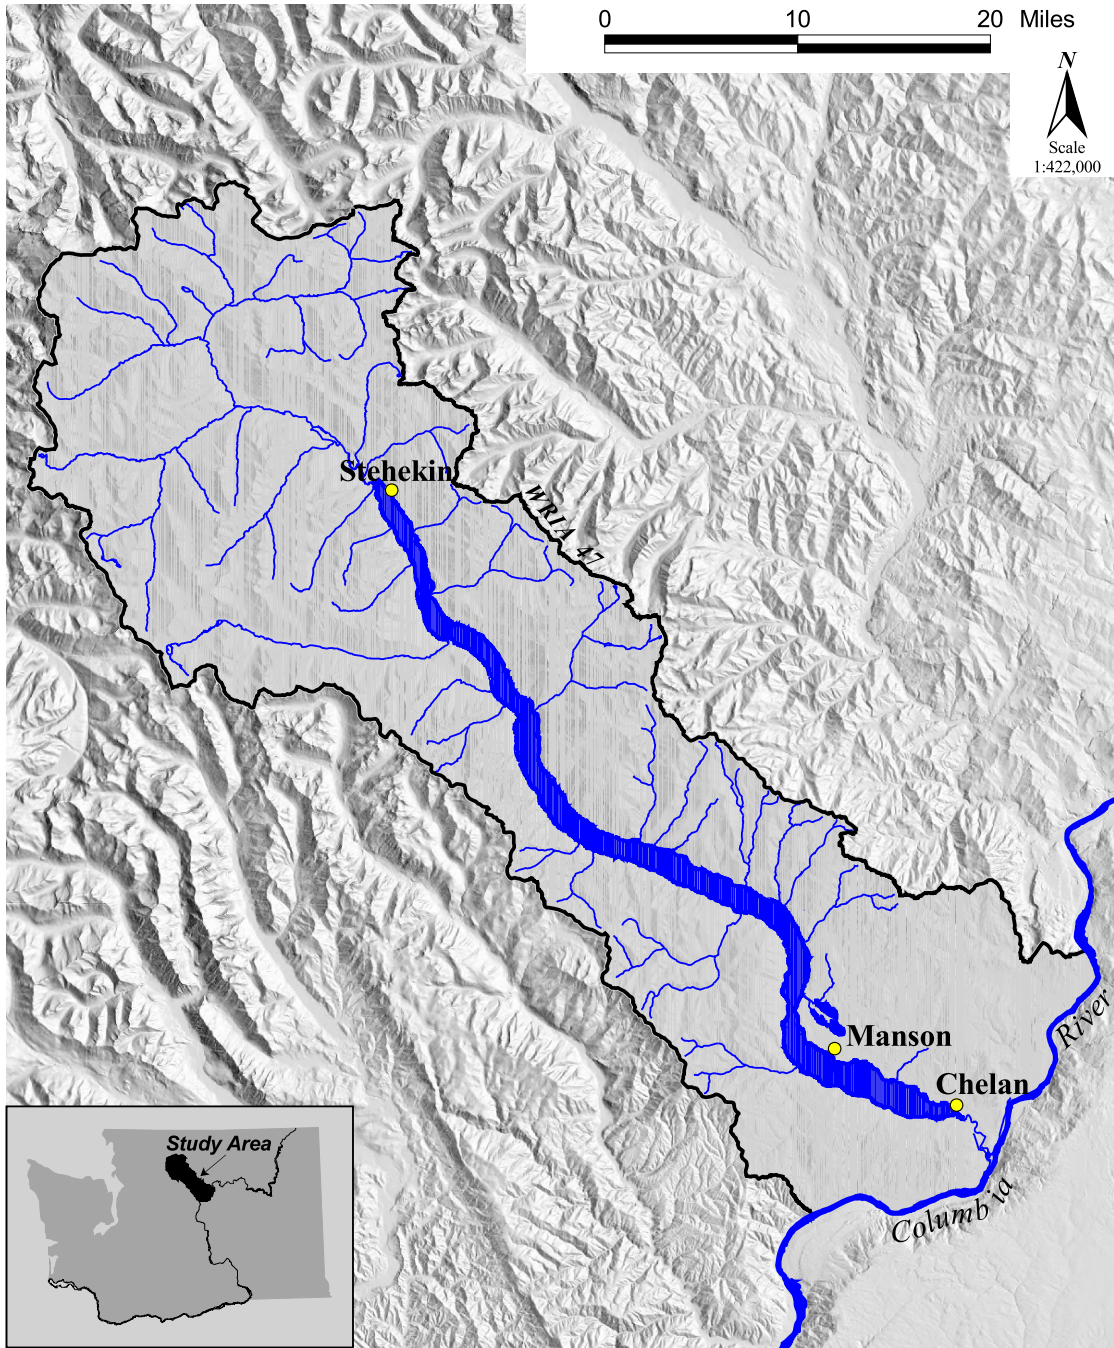 0 10 20 Miles
N
Scale
1:422,000
Stehekin
WRIA 47
Manson
Chelan
Columbia River
Study Area